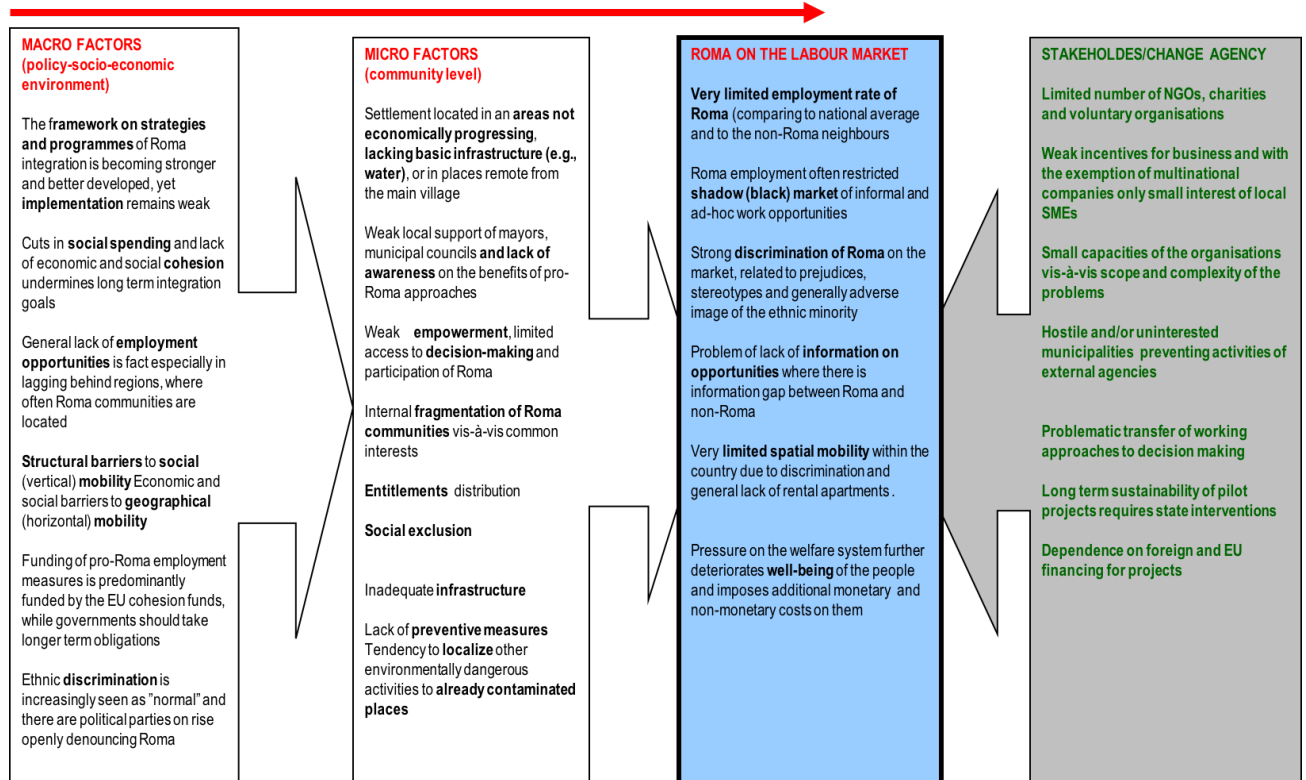 MACRO FACTORS
(policy-socio-economic
environment)
The framework on strategies
and programmes of Roma
integration is becoming stronger
and better developed, yet
implementation remains weak
Cuts in social spending and lack
of economic and social cohesion
undermines long term integration
goals
General lack of employment
opportunities is fact especially in
lagging behind regions, where
often Roma communities are
located
Structural barriers to social
(vertical) mobility Economic and
social barriers to geographical
(horizontal) mobility
Funding of pro-Roma employment
measures is predominantly
funded by the EU cohesion funds,
while governments should take
longer term obligations
Ethnic discrimination is
increasingly seen as ”normal” and
there are political parties on rise
openly denouncing Roma
MICRO FACTORS
(community level)
Settlement located in an areas not
economically progressing,
lacking basic infrastructure (e.g.,
water), or in places remote from
the main village
Weak local support of mayors,
municipal councils and lack of
awareness on the benefits of pro-
Roma approaches
Weak empowerment, limited
access to decision-making and
participation of Roma
Internal fragmentation of Roma
communities vis-à-vis common
interests
Entitlements distribution
Social exclusion
Inadequate infrastructure
Lack of preventive measures
Tendency to localize other
environmentally dangerous
activities to already contaminated
places
ROMA ON THE LABOUR MARKET
Very limited employment rate of
Roma (comparing to national average
and to the non-Roma neighbours
Roma employment often restricted
shadow (black) market of informal and
ad-hoc work opportunities
Strong discrimination of Roma on the
market, related to prejudices,
stereotypes and generally adverse
image of the ethnic minority
Problem of lack of information on
opportunities where there is
information gap between Roma and
non-Roma
Very limited spatial mobility within the
country due to discrimination and
general lack of rental apartments .
Pressure on the welfare system further
deteriorates well-being of the people
and imposes additional monetary and
non-monetary costs on them
STAKEHOLDES/CHANGE AGENCY
Limited number of NGOs, charities
and voluntary organisations
Weak incentives for business and with
the exemption of multinational
companies only small interest of local
SMEs
Small capacities of the organisations
vis-à-vis scope and complexity of the
problems
Hostile and/or uninterested
municipalities preventing activities of
external agencies
Problematic transfer of working
approaches to decision making
Long term sustainability of pilot
projects requires state interventions
Dependence on foreign and EU
financing for projects